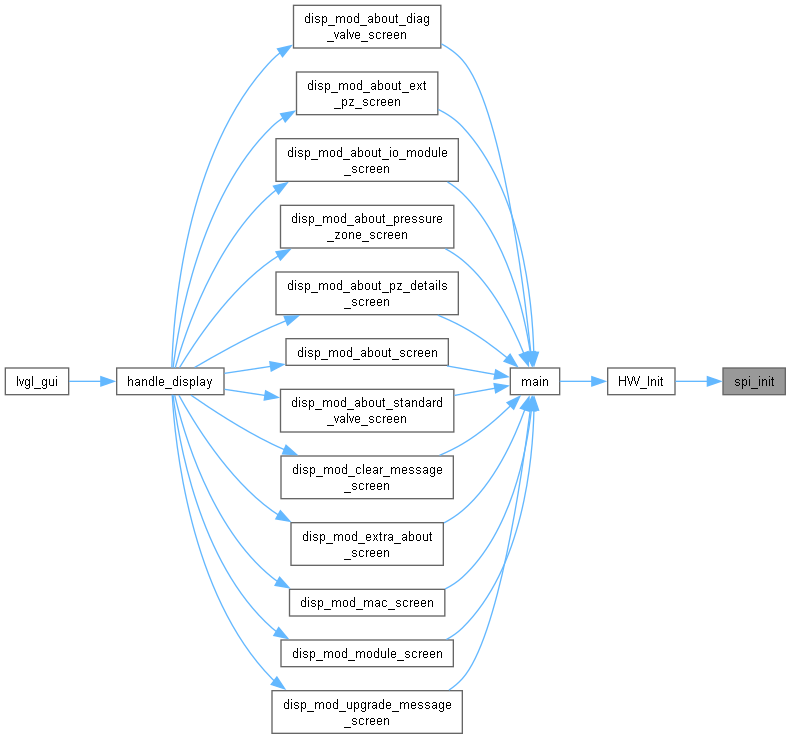 disp_mod_about_diag
_valve_screen
disp_mod_about_ext
_pz_screen
disp_mod_about_io_module
_screen
disp_mod_about_pressure
_zone_screen
disp_mod_about_pz_details
_screen
disp_mod_about_screen
lvgl_gui
handle_display
main
HW_Init
spi_init
disp_mod_about_standard
_valve_screen
disp_mod_clear_message
_screen
disp_mod_extra_about
_screen
disp_mod_mac_screen
disp_mod_module_screen
disp_mod_upgrade_message
_screen